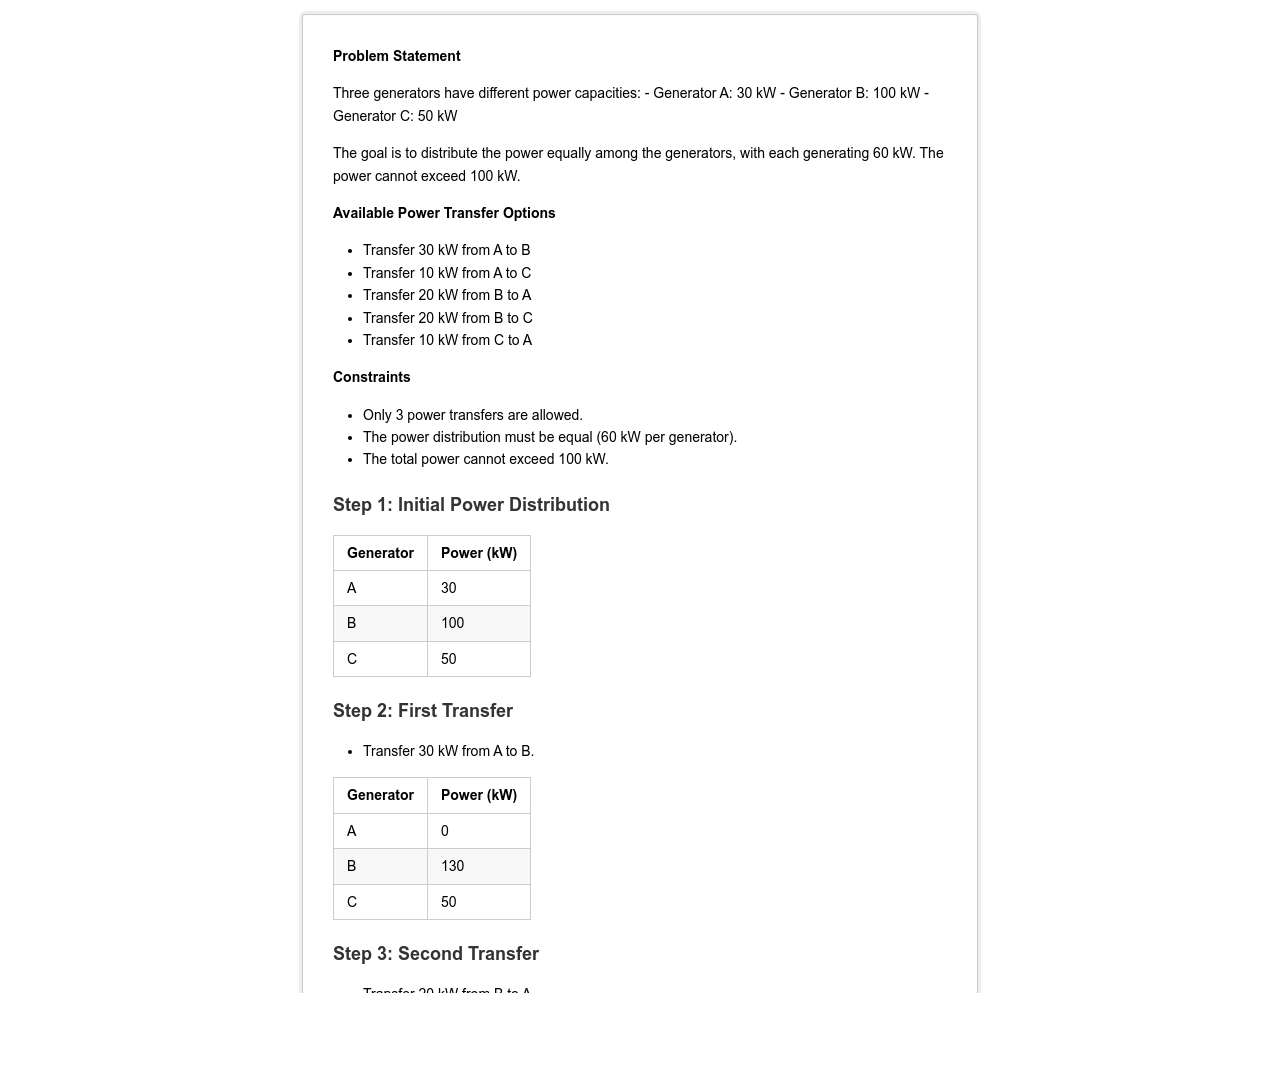 Problem Statement
Three generators have different power capacities: - Generator A: 30 kW - Generator B: 100 kW -
Generator C: 50 kW
The goal is to distribute the power equally among the generators, with each generating 60 kW. The
power cannot exceed 100 kW.
Available Power Transfer Options
• Transfer 30 kW from A to B
• Transfer 10 kW from A to C
• Transfer 20 kW from B to A
• Transfer 20 kW from B to C
• Transfer 10 kW from C to A
Constraints
• Only 3 power transfers are allowed.
• The power distribution must be equal (60 kW per generator).
• The total power cannot exceed 100 kW.
Step 1: Initial Power Distribution
Generator Power (kW)
A 30
B 100
C 50
Step 2: First Transfer
• Transfer 30 kW from A to B.
Generator Power (kW)
A 0
B 130
C 50
Step 3: Second Transfer
Transfer 20 kW from B to A